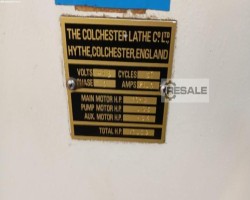 THE COLCHESTER LATHE Co LTD
HYTHE, COLCHESTER, ENGLAND
VOLTS CYCLES
PHASE AMPS
MAIN MOTOR H.P.
PUMP MOTOR H.P.
AUX. MOTOR H.P.
TOTAL H.P.
RESALE